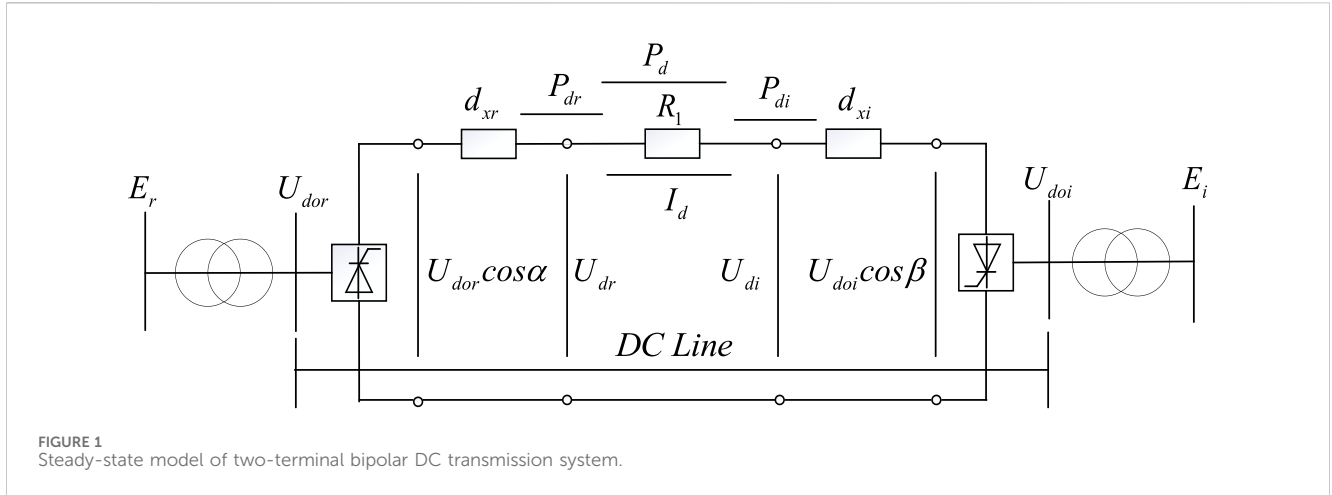 P_d
P_dr
P_di
d_xr
R_1
d_xi
E_r
U_dor
I_d
U_doi
E_i
U_dor cosα
U_dr
U_di
U_doi cosβ
DC Line
FIGURE 1
Steady-state model of two-terminal bipolar DC transmission system.